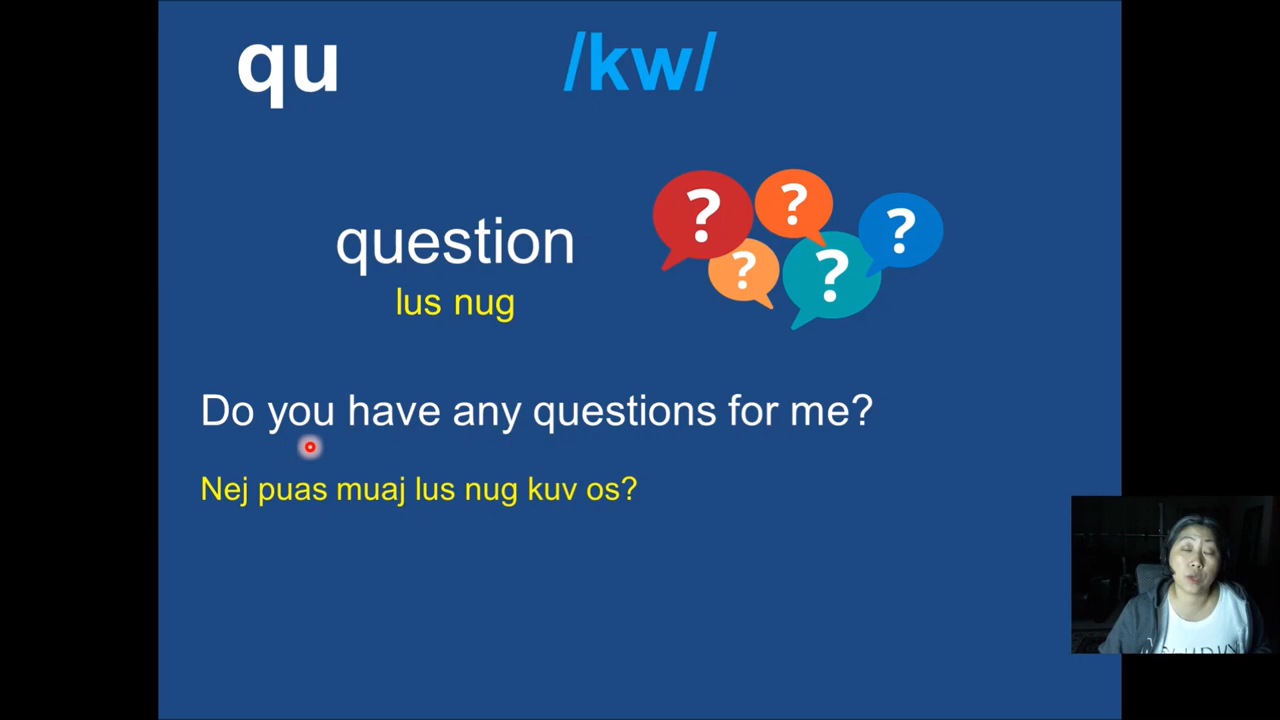 qu /kw/
question
lus nug
? ? ? ? ?
Do you have any questions for me?
Nej puas muaj lus nug kuv os?